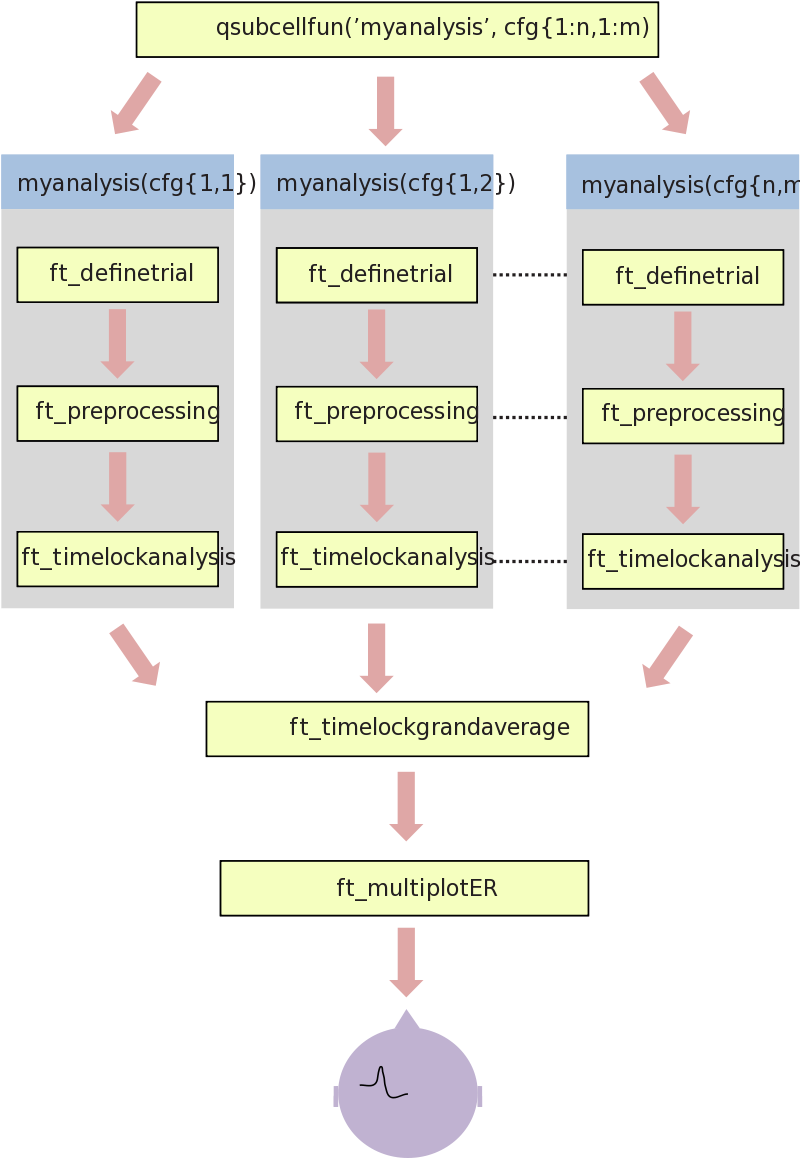 qsubcellfun('myanalysis', cfg{1:n,1:m)
myanalysis(cfg{1,1})
myanalysis(cfg{1,2})
myanalysis(cfg{n,m
ft_definetrial
ft_definetrial
ft_definetrial
ft_preprocessing
ft_preprocessing
ft_preprocessing
ft_timelockanalysis
ft_timelockanalysis
ft_timelockanalysis
ft_timelockgrandaverage
ft_multiplotER